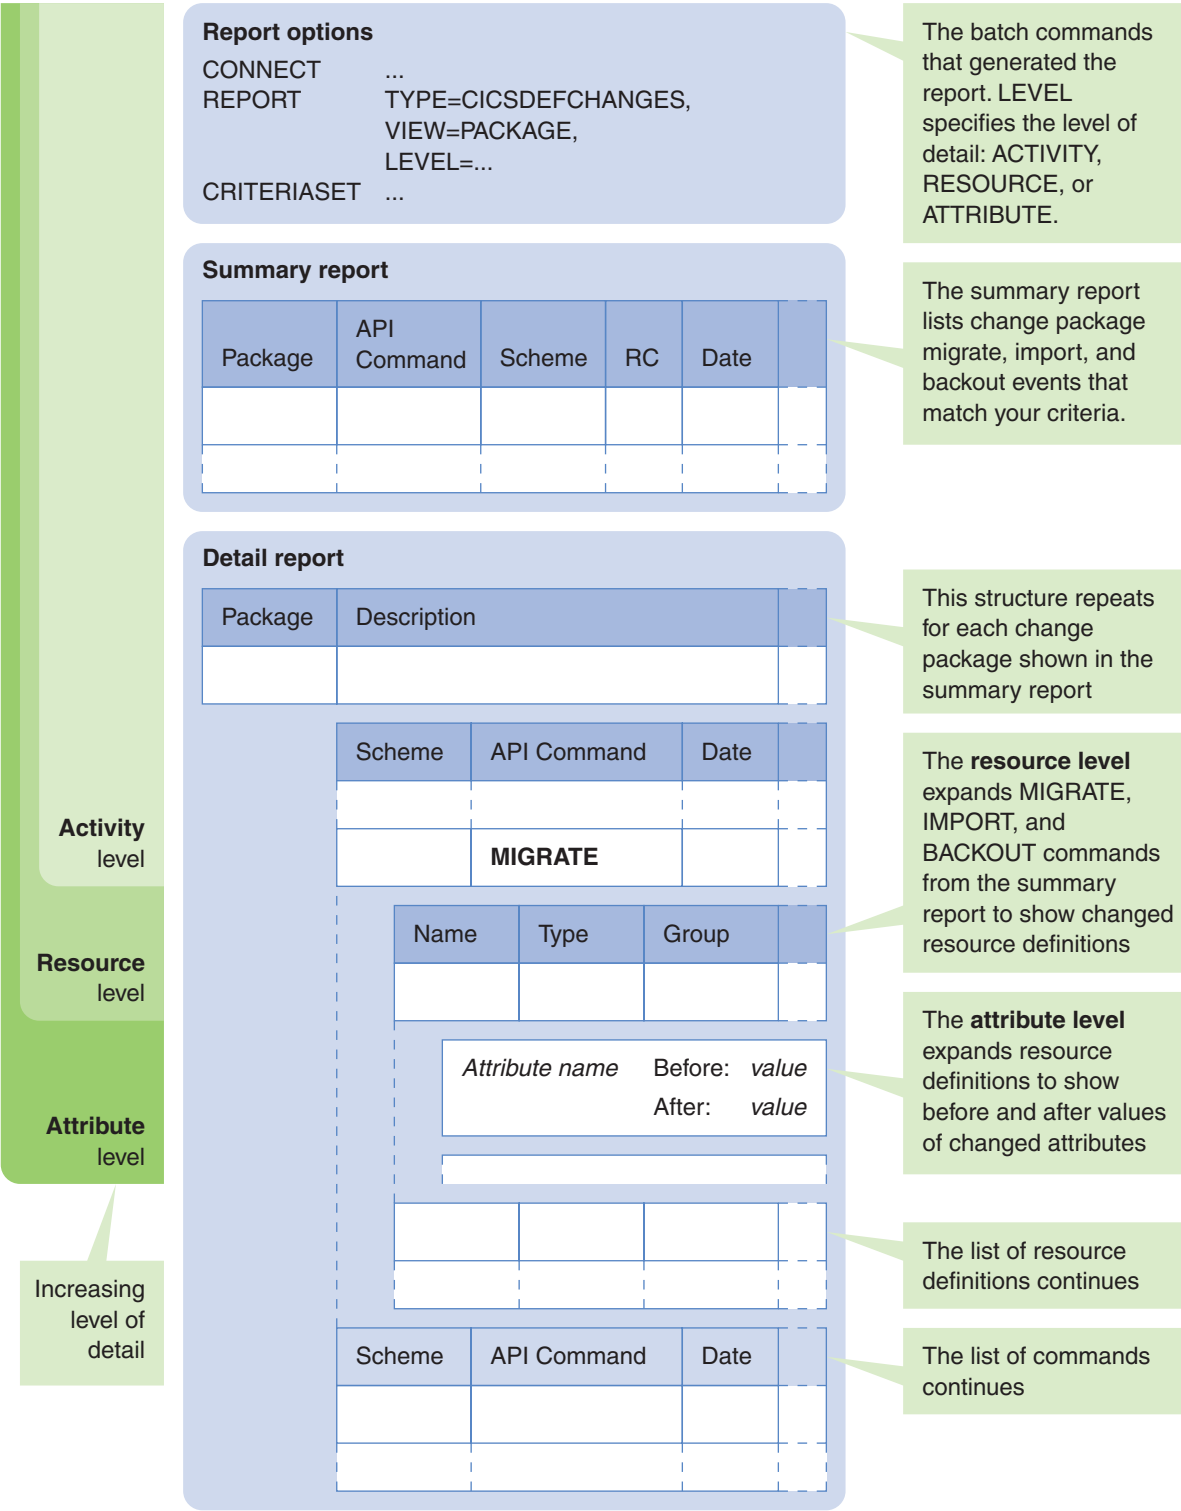 Report options
CONNECT ...
REPORT TYPE=CICSDEFCHANGES,
VIEW=PACKAGE,
LEVEL=...
CRITERIASET ...
The batch commands
that generated the
report. LEVEL
specifies the level of
detail: ACTIVITY,
RESOURCE, or
ATTRIBUTE.
Summary report
Package API Command Scheme RC Date
The summary report
lists change package
migrate, import, and
backout events that
match your criteria.
Detail report
Package Description
This structure repeats
for each change
package shown in the
summary report
Scheme API Command Date
MIGRATE
The resource level
expands MIGRATE,
IMPORT, and
BACKOUT commands
from the summary
report to show changed
resource definitions
Activity
level
Name Type Group
Resource
level
Attribute name Before: value
After: value
The attribute level
expands resource
definitions to show
before and after values
of changed attributes
Attribute
level
The list of resource
definitions continues
Increasing
level of
detail
Scheme API Command Date
The list of commands
continues